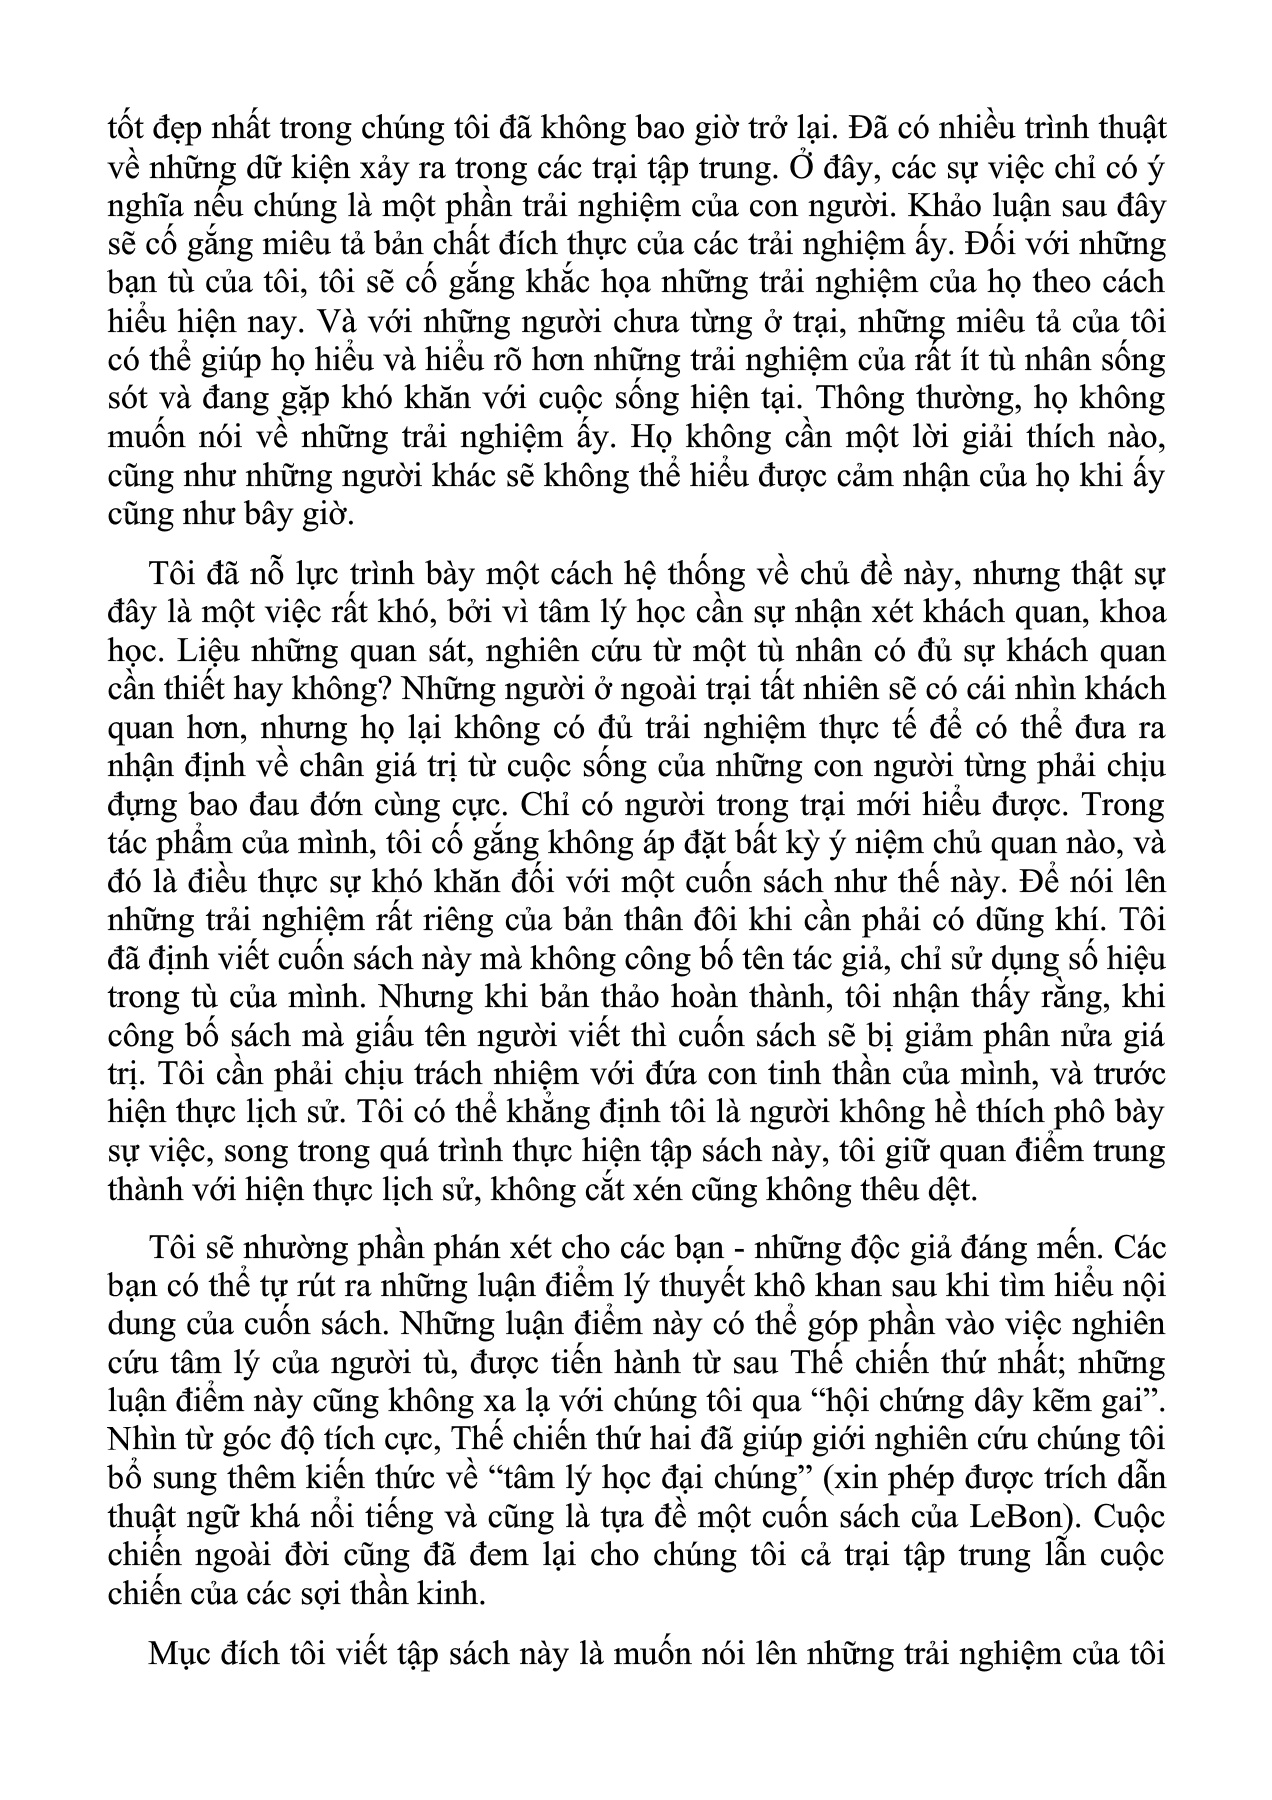 tốt đẹp nhất trong chúng tôi đã không bao giờ trở lại. Đã có nhiều trình thuật
về những dữ kiện xảy ra trong các trại tập trung. Ở đây, các sự việc chỉ có ý
nghĩa nếu chúng là một phần trải nghiệm của con người. Khảo luận sau đây
sẽ cố gắng miêu tả bản chất đích thực của các trải nghiệm ấy. Đối với những
bạn tù của tôi, tôi sẽ cố gắng khắc họa những trải nghiệm của họ theo cách
hiểu hiện nay. Và với những người chưa từng ở trại, những miêu tả của tôi
có thể giúp họ hiểu và hiểu rõ hơn những trải nghiệm của rất ít tù nhân sống
sót và đang gặp khó khăn với cuộc sống hiện tại. Thông thường, họ không
muốn nói về những trải nghiệm ấy. Họ không cần một lời giải thích nào,
cũng như những người khác sẽ không thể hiểu được cảm nhận của họ khi ấy
cũng như bây giờ.
Tôi đã nỗ lực trình bày một cách hệ thống về chủ đề này, nhưng thật sự
đây là một việc rất khó, bởi vì tâm lý học cần sự nhận xét khách quan, khoa
học. Liệu những quan sát, nghiên cứu từ một tù nhân có đủ sự khách quan
cần thiết hay không? Những người ở ngoài trại tất nhiên sẽ có cái nhìn khách
quan hơn, nhưng họ lại không có đủ trải nghiệm thực tế để có thể đưa ra
nhận định về chân giá trị từ cuộc sống của những con người từng phải chịu
đựng bao đau đớn cùng cực. Chỉ có người trong trại mới hiểu được. Trong
tác phẩm của mình, tôi cố gắng không áp đặt bất kỳ ý niệm chủ quan nào, và
đó là điều thực sự khó khăn đối với một cuốn sách như thế này. Để nói lên
những trải nghiệm rất riêng của bản thân đôi khi cần phải có dũng khí. Tôi
đã định viết cuốn sách này mà không công bố tên tác giả, chỉ sử dụng số hiệu
trong tù của mình. Nhưng khi bản thảo hoàn thành, tôi nhận thấy rằng, khi
công bố sách mà giấu tên người viết thì cuốn sách sẽ bị giảm phân nửa giá
trị. Tôi cần phải chịu trách nhiệm với đứa con tinh thần của mình, và trước
hiện thực lịch sử. Tôi có thể khẳng định tôi là người không hề thích phô bày
sự việc, song trong quá trình thực hiện tập sách này, tôi giữ quan điểm trung
thành với hiện thực lịch sử, không cắt xén cũng không thêu dệt.
Tôi sẽ nhường phần phán xét cho các bạn - những độc giả đáng mến. Các
bạn có thể tự rút ra những luận điểm lý thuyết khô khan sau khi tìm hiểu nội
dung của cuốn sách. Những luận điểm này có thể góp phần vào việc nghiên
cứu tâm lý của người tù, được tiến hành từ sau Thế chiến thứ nhất; những
luận điểm này cũng không xa lạ với chúng tôi qua “hội chứng dây kẽm gai”.
Nhìn từ góc độ tích cực, Thế chiến thứ hai đã giúp giới nghiên cứu chúng tôi
bổ sung thêm kiến thức về “tâm lý học đại chúng” (xin phép được trích dẫn
thuật ngữ khá nổi tiếng và cũng là tựa đề một cuốn sách của LeBon). Cuộc
chiến ngoài đời cũng đã đem lại cho chúng tôi cả trại tập trung lẫn cuộc
chiến của các sợi thần kinh.
Mục đích tôi viết tập sách này là muốn nói lên những trải nghiệm của tôi